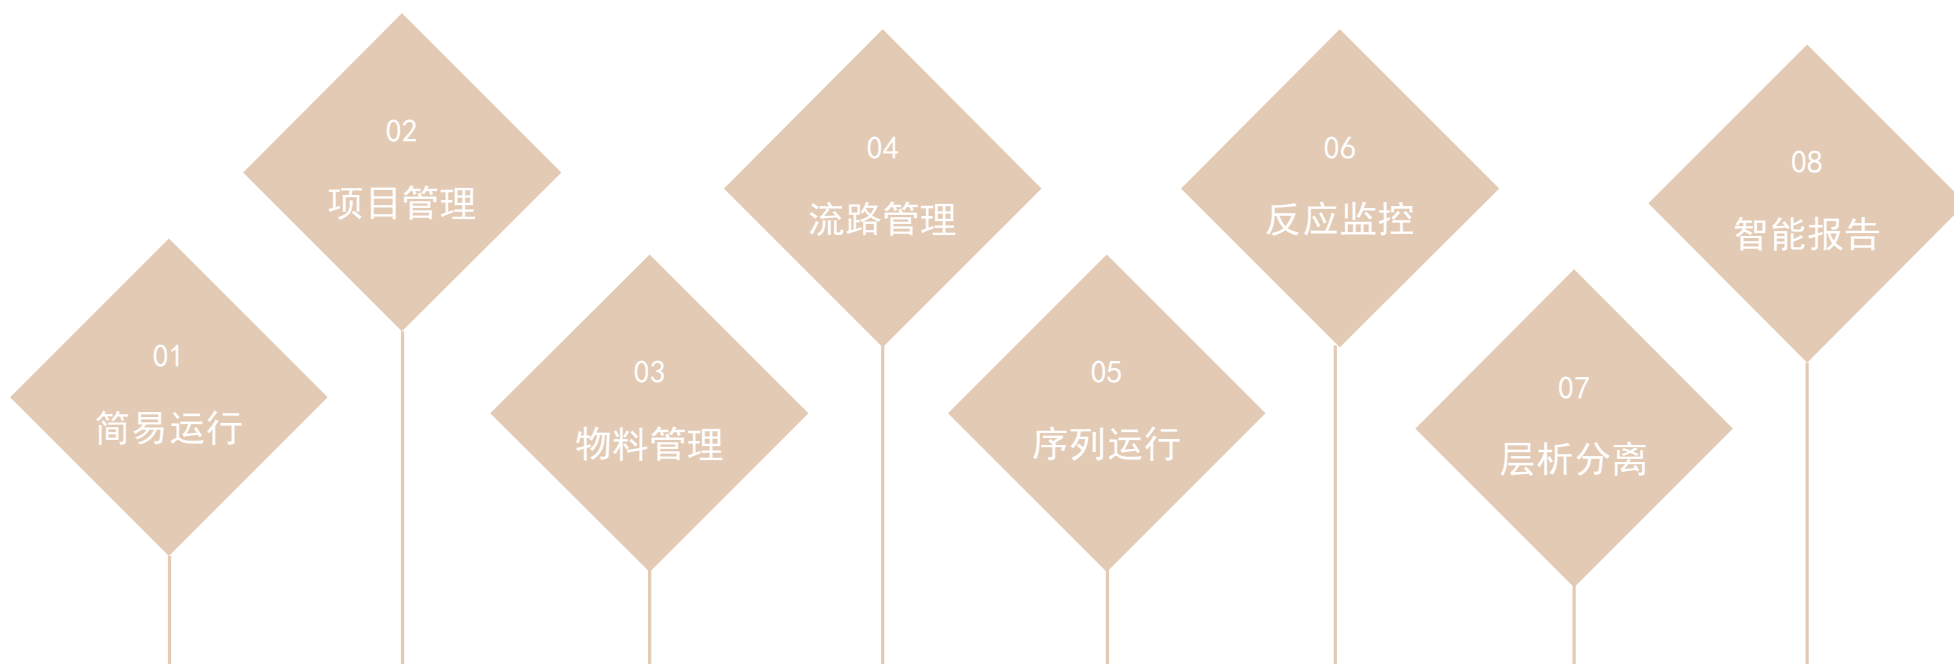 01
简易运行
02
项目管理
03
物料管理
04
流路管理
05
序列运行
06
反应监控
07
层析分离
08
智能报告